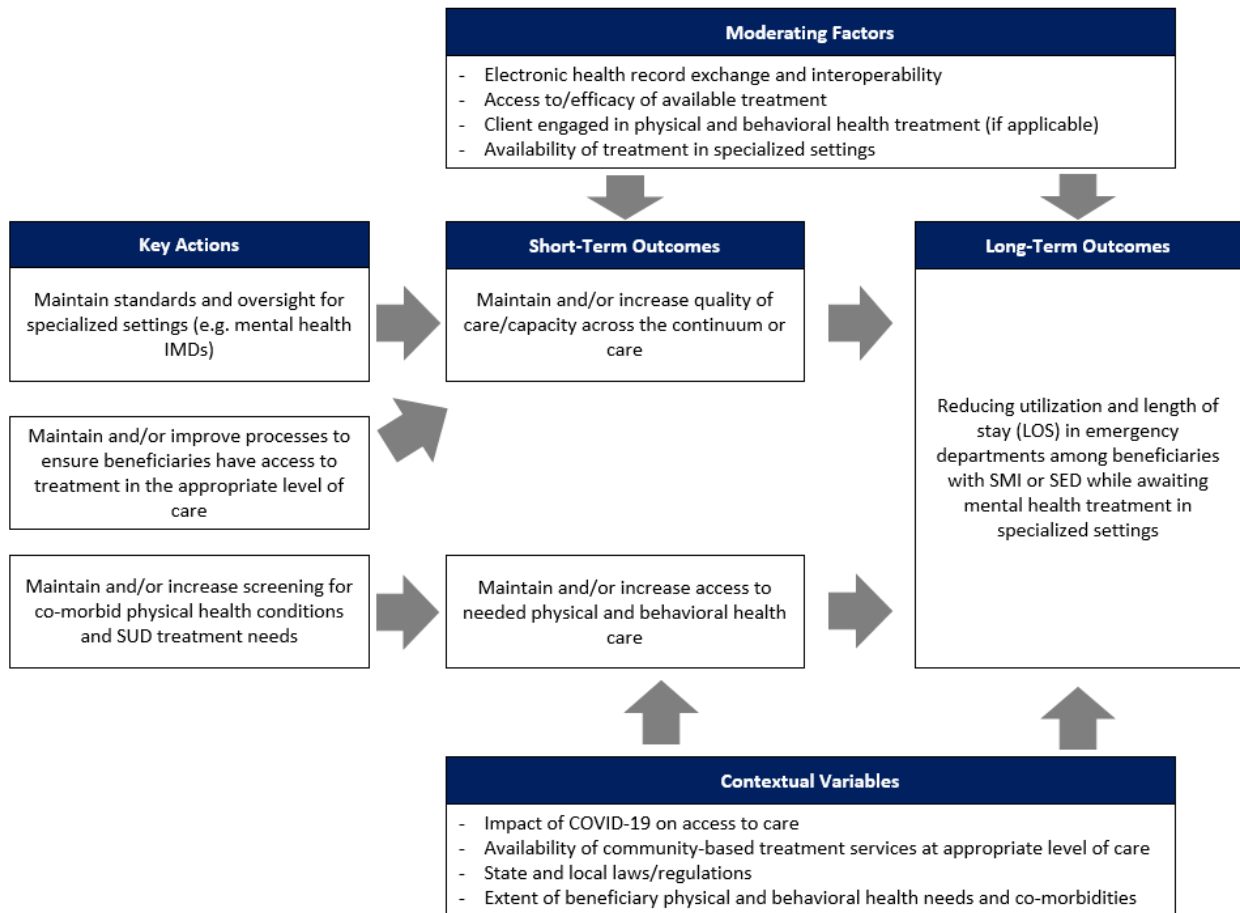 Moderating Factors
- Electronic health record exchange and interoperability
- Access to/efficacy of available treatment
- Client engaged in physical and behavioral health treatment (if applicable)
- Availability of treatment in specialized settings
Key Actions
Maintain standards and oversight for
specialized settings (e.g. mental health
IMDs)
Maintain and/or improve processes to
ensure beneficiaries have access to
treatment in the appropriate level of
care
Maintain and/or increase screening for
co-morbid physical health conditions
and SUD treatment needs
Short-Term Outcomes
Maintain and/or increase quality of
care/capacity across the continuum or
care
Maintain and/or increase access to
needed physical and behavioral health
care
Long-Term Outcomes
Reducing utilization and length of
stay (LOS) in emergency
departments among beneficiaries
with SMI or SED while awaiting
mental health treatment in
specialized settings
Contextual Variables
- Impact of COVID-19 on access to care
- Availability of community-based treatment services at appropriate level of care
- State and local laws/regulations
- Extent of beneficiary physical and behavioral health needs and co-morbidities